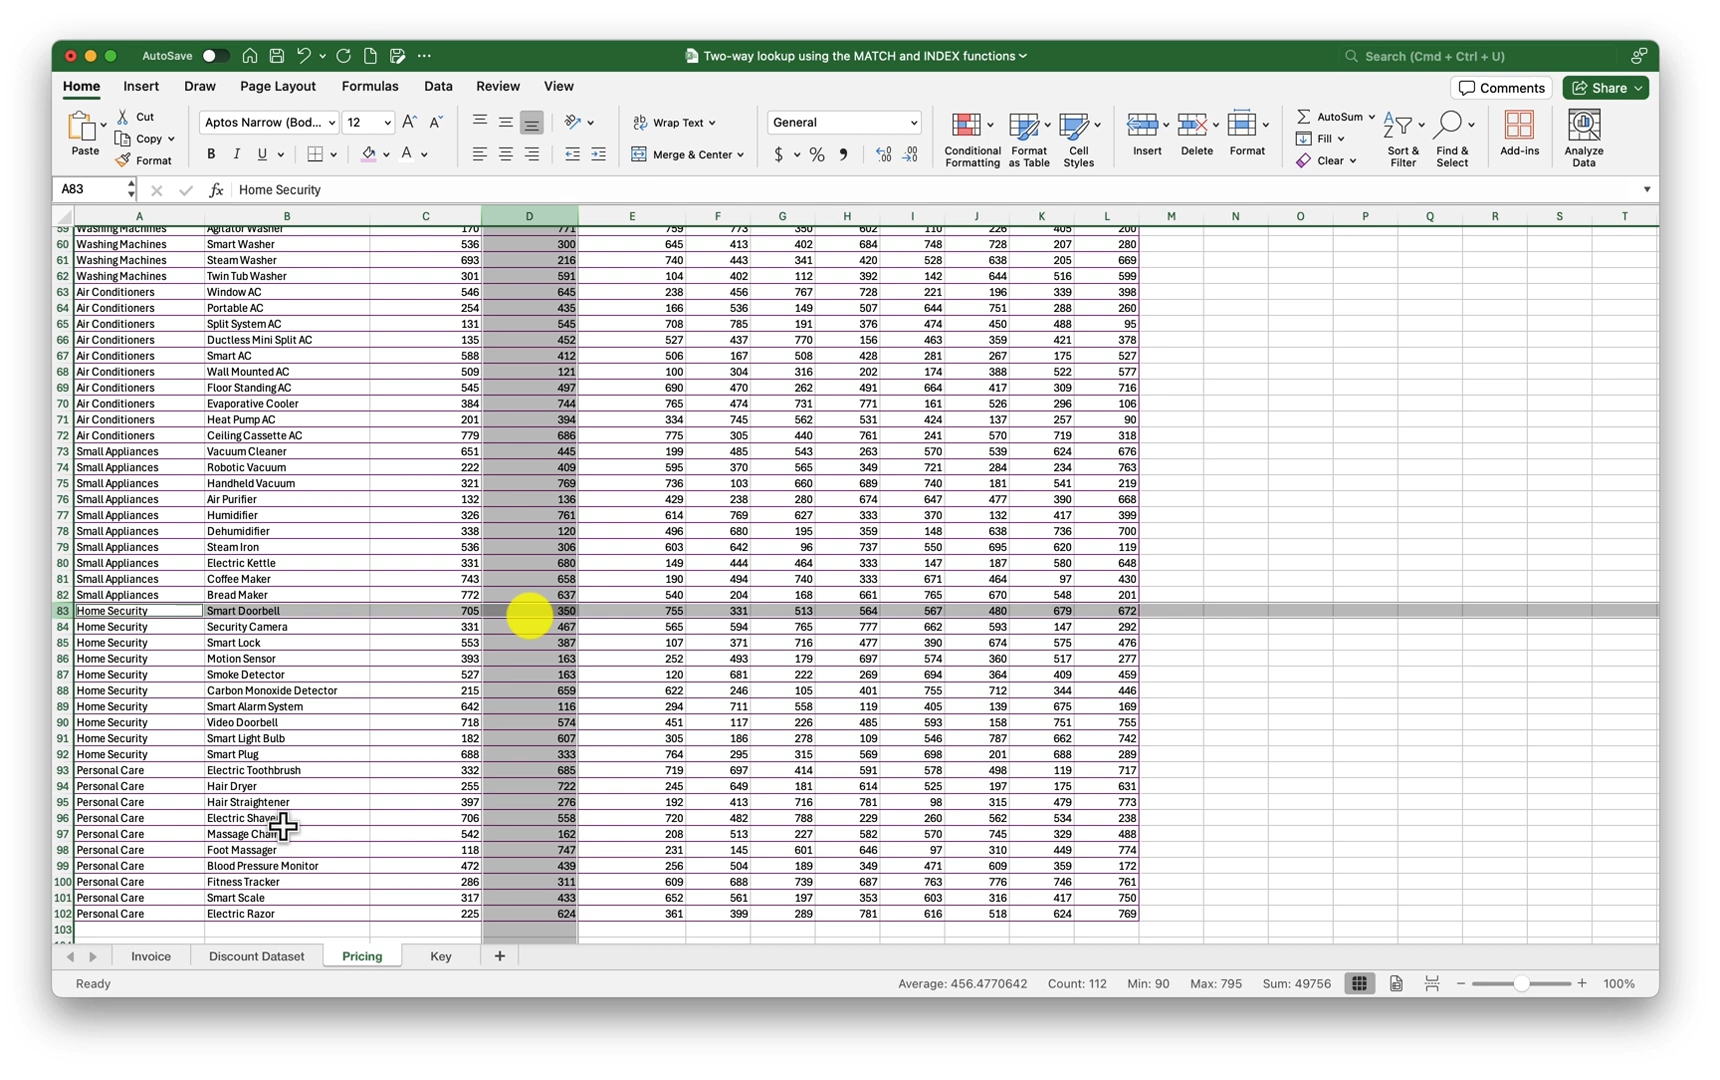 AutoSave Two-way lookup using the MATCH and INDEX functions Search (Cmd + Ctrl + U)
Home Insert Draw Page Layout Formulas Data Review View Comments Share
Paste Cut Copy Format Aptos Narrow (Bod... 12 Wrap Text General Conditional Formatting Format as Table Cell Styles Insert Delete Format AutoSum Fill Clear Sort & Filter Find & Select Add-ins Analyze Data
B I U Merge & Center $ % 9
A83 fx Home Security
A B C D E F G H I J K L M N O P Q R S T
59 Washing Machines Agitator Washer 170 771 759 773 350 602 110 226 405 200
60 Washing Machines Smart Washer 536 300 645 413 402 684 748 728 207 280
61 Washing Machines Steam Washer 693 216 740 443 341 420 528 638 205 669
62 Washing Machines Twin Tub Washer 301 591 104 402 112 392 142 644 516 599
63 Air Conditioners Window AC 546 645 238 456 767 728 221 196 339 398
64 Air Conditioners Portable AC 254 435 166 536 149 507 644 751 288 260
65 Air Conditioners Split System AC 131 545 708 785 191 376 474 450 488 95
66 Air Conditioners Ductless Mini Split AC 135 452 527 437 770 156 463 359 421 378
67 Air Conditioners Smart AC 588 412 506 167 508 428 281 267 175 527
68 Air Conditioners Wall Mounted AC 509 121 100 304 316 202 174 388 522 577
69 Air Conditioners Floor Standing AC 545 497 690 470 262 491 664 417 309 716
70 Air Conditioners Evaporative Cooler 384 744 765 474 731 771 161 526 296 106
71 Air Conditioners Heat Pump AC 201 394 334 745 562 531 424 137 257 90
72 Air Conditioners Ceiling Cassette AC 779 686 775 305 440 761 241 570 719 318
73 Small Appliances Vacuum Cleaner 651 445 199 485 543 263 570 539 624 676
74 Small Appliances Robotic Vacuum 222 409 595 370 565 349 721 284 234 763
75 Small Appliances Handheld Vacuum 321 769 736 103 660 689 740 181 541 219
76 Small Appliances Air Purifier 132 136 429 238 280 674 647 477 390 668
77 Small Appliances Humidifier 326 761 614 769 627 333 370 132 417 399
78 Small Appliances Dehumidifier 338 120 496 680 195 359 148 638 736 700
79 Small Appliances Steam Iron 536 306 603 642 96 737 550 695 620 119
80 Small Appliances Electric Kettle 331 680 149 444 464 333 147 187 580 648
81 Small Appliances Coffee Maker 743 658 190 494 740 333 671 464 97 430
82 Small Appliances Bread Maker 772 637 540 204 168 661 765 670 548 201
83 Home Security Smart Doorbell 705 350 755 331 513 564 567 480 679 672
84 Home Security Security Camera 331 467 565 594 765 777 662 593 147 292
85 Home Security Smart Lock 553 387 107 371 716 477 390 674 575 476
86 Home Security Motion Sensor 393 163 252 493 179 697 574 360 517 277
87 Home Security Smoke Detector 527 163 120 681 222 269 694 364 409 459
88 Home Security Carbon Monoxide Detector 215 659 622 246 105 401 755 712 344 446
89 Home Security Smart Alarm System 642 116 294 711 558 119 405 139 675 169
90 Home Security Video Doorbell 718 574 451 117 226 485 593 158 751 755
91 Home Security Smart Light Bulb 182 607 305 186 278 109 546 787 662 742
92 Home Security Smart Plug 688 333 764 295 315 569 698 201 688 289
93 Personal Care Electric Toothbrush 332 685 719 697 414 591 578 498 119 717
94 Personal Care Hair Dryer 255 722 245 649 181 614 525 197 175 631
95 Personal Care Hair Straightener 397 276 192 413 716 781 98 315 479 773
96 Personal Care Electric Shaver 706 558 720 482 788 229 260 562 534 238
97 Personal Care Massage Chair 542 162 208 513 227 582 570 745 329 488
98 Personal Care Foot Massager 118 747 231 145 601 646 97 310 449 774
99 Personal Care Blood Pressure Monitor 472 439 256 504 189 349 471 609 359 172
100 Personal Care Fitness Tracker 286 311 609 688 739 687 763 776 746 761
101 Personal Care Smart Scale 317 433 652 561 197 353 603 316 417 750
102 Personal Care Electric Razor 225 624 361 399 289 781 616 518 624 769
103
Invoice Discount Dataset Pricing Key +
Ready Average: 456.4770642 Count: 112 Min: 90 Max: 795 Sum: 49756 100%